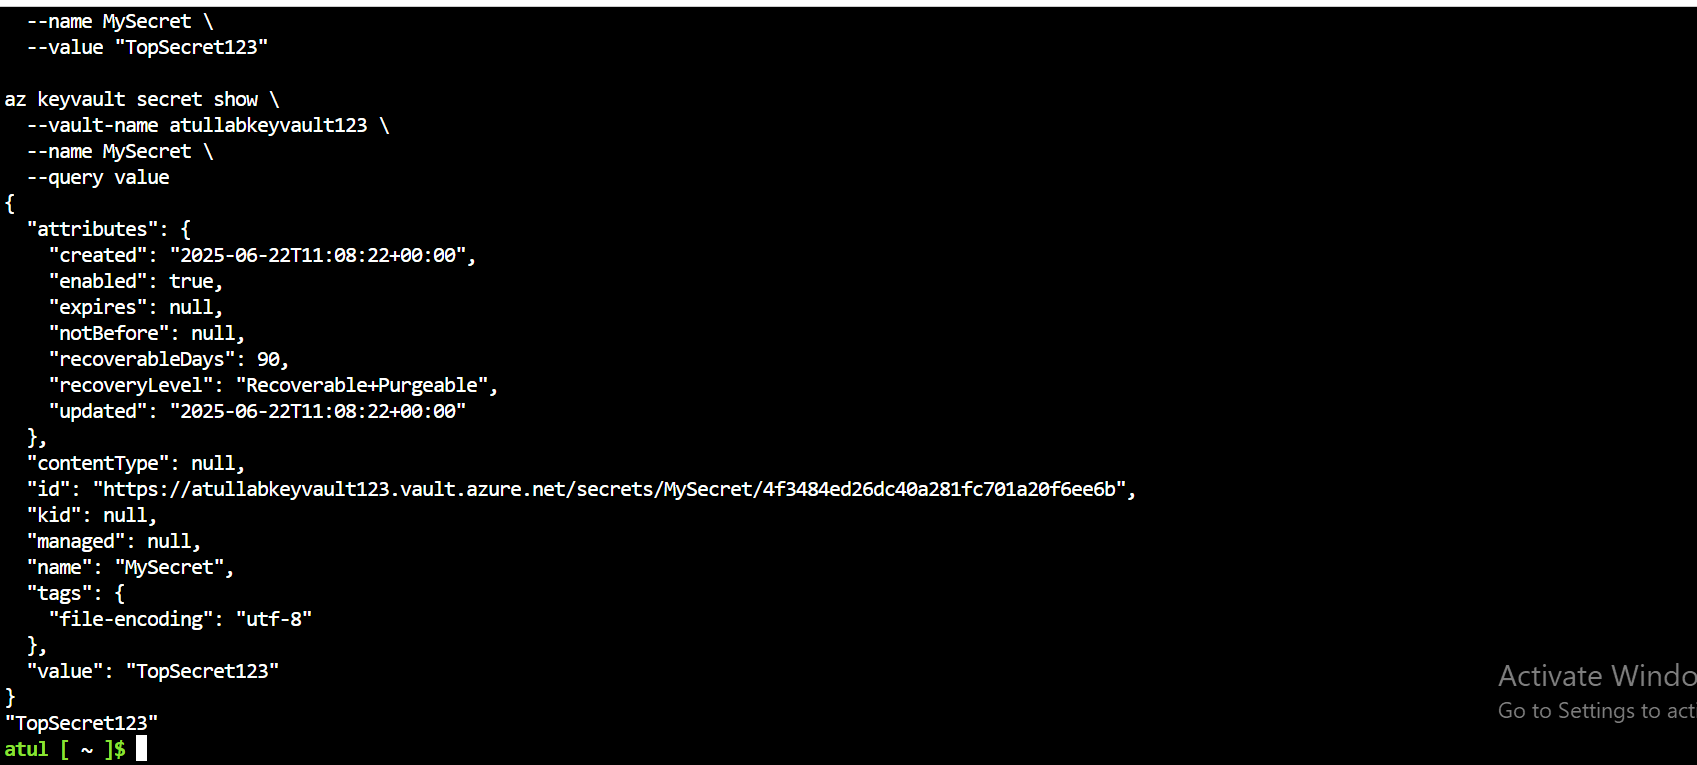 --name MySecret \
  --value "TopSecret123"

az keyvault secret show \
  --vault-name atullabkeyvault123 \
  --name MySecret \
  --query value
{
  "attributes": {
    "created": "2025-06-22T11:08:22+00:00",
    "enabled": true,
    "expires": null,
    "notBefore": null,
    "recoverableDays": 90,
    "recoveryLevel": "Recoverable+Purgeable",
    "updated": "2025-06-22T11:08:22+00:00"
  },
  "contentType": null,
  "id": "https://atullabkeyvault123.vault.azure.net/secrets/MySecret/4f3484ed26dc40a281fc701a20f6ee6b",
  "kid": null,
  "managed": null,
  "name": "MySecret",
  "tags": {
    "file-encoding": "utf-8"
  },
  "value": "TopSecret123"
}
"TopSecret123"
atul [ ~ ]$
Activate Windo
Go to Settings to acti